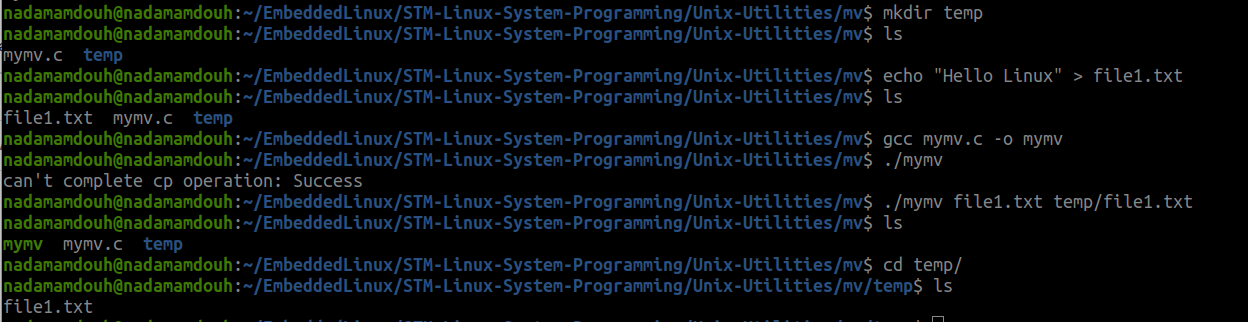 nadamamdouh@nadamamdouh:~/EmbeddedLinux/STM-Linux-System-Programming/Unix-Utilities/mv$ mkdir temp
nadamamdouh@nadamamdouh:~/EmbeddedLinux/STM-Linux-System-Programming/Unix-Utilities/mv$ ls
mymv.c  temp
nadamamdouh@nadamamdouh:~/EmbeddedLinux/STM-Linux-System-Programming/Unix-Utilities/mv$ echo "Hello Linux" > file1.txt
nadamamdouh@nadamamdouh:~/EmbeddedLinux/STM-Linux-System-Programming/Unix-Utilities/mv$ ls
file1.txt  mymv.c  temp
nadamamdouh@nadamamdouh:~/EmbeddedLinux/STM-Linux-System-Programming/Unix-Utilities/mv$ gcc mymv.c -o mymv
nadamamdouh@nadamamdouh:~/EmbeddedLinux/STM-Linux-System-Programming/Unix-Utilities/mv$ ./mymv
can't complete cp operation: Success
nadamamdouh@nadamamdouh:~/EmbeddedLinux/STM-Linux-System-Programming/Unix-Utilities/mv$ ./mymv file1.txt temp/file1.txt
nadamamdouh@nadamamdouh:~/EmbeddedLinux/STM-Linux-System-Programming/Unix-Utilities/mv$ ls
mymv  mymv.c  temp
nadamamdouh@nadamamdouh:~/EmbeddedLinux/STM-Linux-System-Programming/Unix-Utilities/mv$ cd temp/
nadamamdouh@nadamamdouh:~/EmbeddedLinux/STM-Linux-System-Programming/Unix-Utilities/mv/temp$ ls
file1.txt